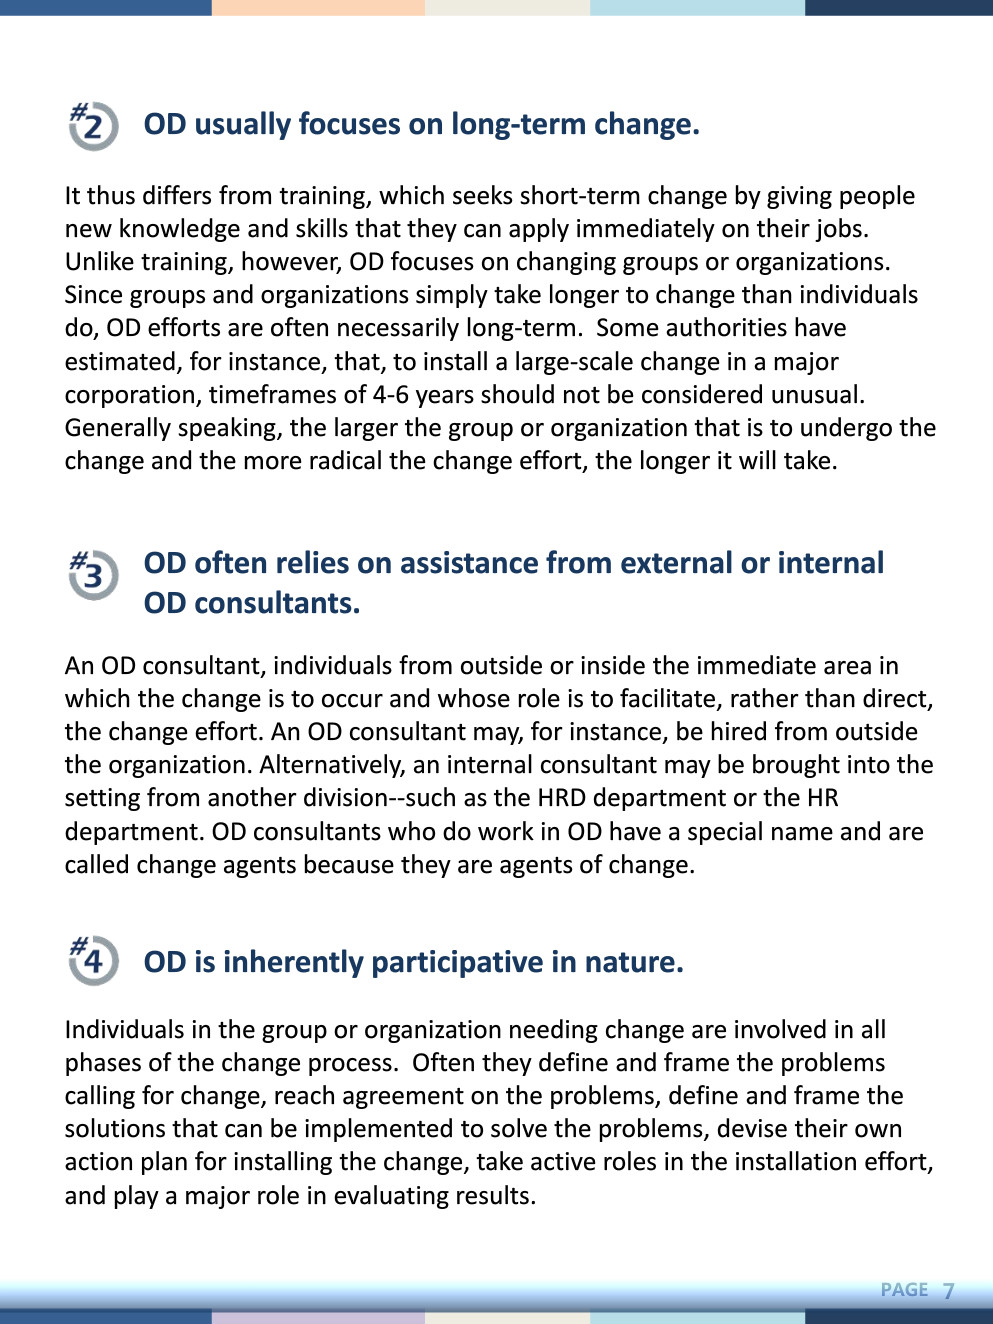 #2 OD usually focuses on long-term change.
It thus differs from training, which seeks short-term change by giving people
new knowledge and skills that they can apply immediately on their jobs.
Unlike training, however, OD focuses on changing groups or organizations.
Since groups and organizations simply take longer to change than individuals
do, OD efforts are often necessarily long-term.  Some authorities have
estimated, for instance, that, to install a large-scale change in a major
corporation, timeframes of 4-6 years should not be considered unusual.
Generally speaking, the larger the group or organization that is to undergo the
change and the more radical the change effort, the longer it will take.
#3 OD often relies on assistance from external or internal
OD consultants.
An OD consultant, individuals from outside or inside the immediate area in
which the change is to occur and whose role is to facilitate, rather than direct,
the change effort. An OD consultant may, for instance, be hired from outside
the organization. Alternatively, an internal consultant may be brought into the
setting from another division--such as the HRD department or the HR
department. OD consultants who do work in OD have a special name and are
called change agents because they are agents of change.
#4 OD is inherently participative in nature.
Individuals in the group or organization needing change are involved in all
phases of the change process.  Often they define and frame the problems
calling for change, reach agreement on the problems, define and frame the
solutions that can be implemented to solve the problems, devise their own
action plan for installing the change, take active roles in the installation effort,
and play a major role in evaluating results.
PAGE 7